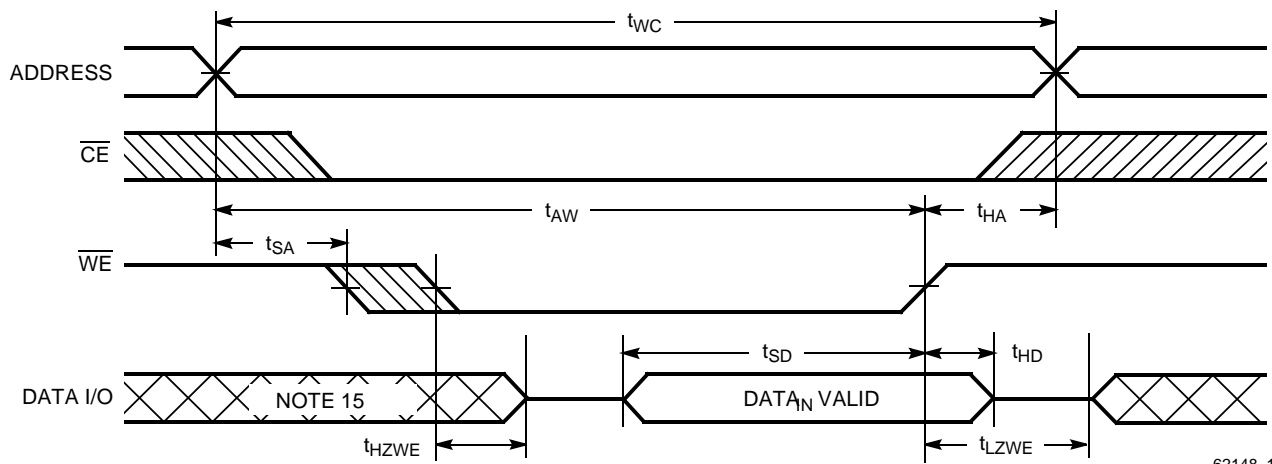 tWC
ADDRESS
CE
tAW
tHA
tSA
WE
tSD
tHD
DATA I/O
NOTE 15
DATAIN VALID
tHZWE
tLZWE